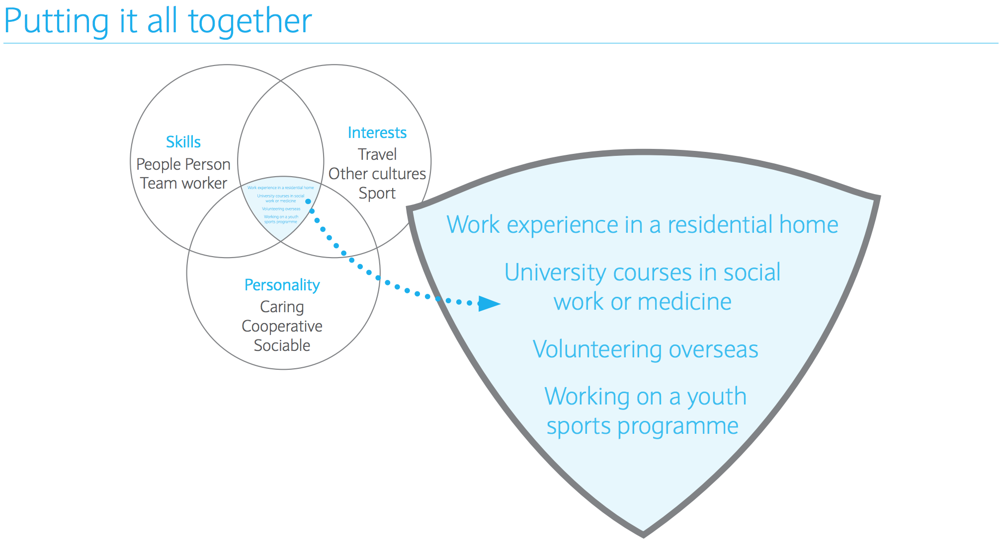 Putting it all together
Skills
People Person
Team worker
Interests
Travel
Other cultures
Sport
Work experience in a residential home
University courses in social
work or medicine
Volunteering overseas
Working on a youth
sports programme
Personality
Caring
Cooperative
Sociable
Work experience in a residential home
University courses in social
work or medicine
Volunteering overseas
Working on a youth
sports programme